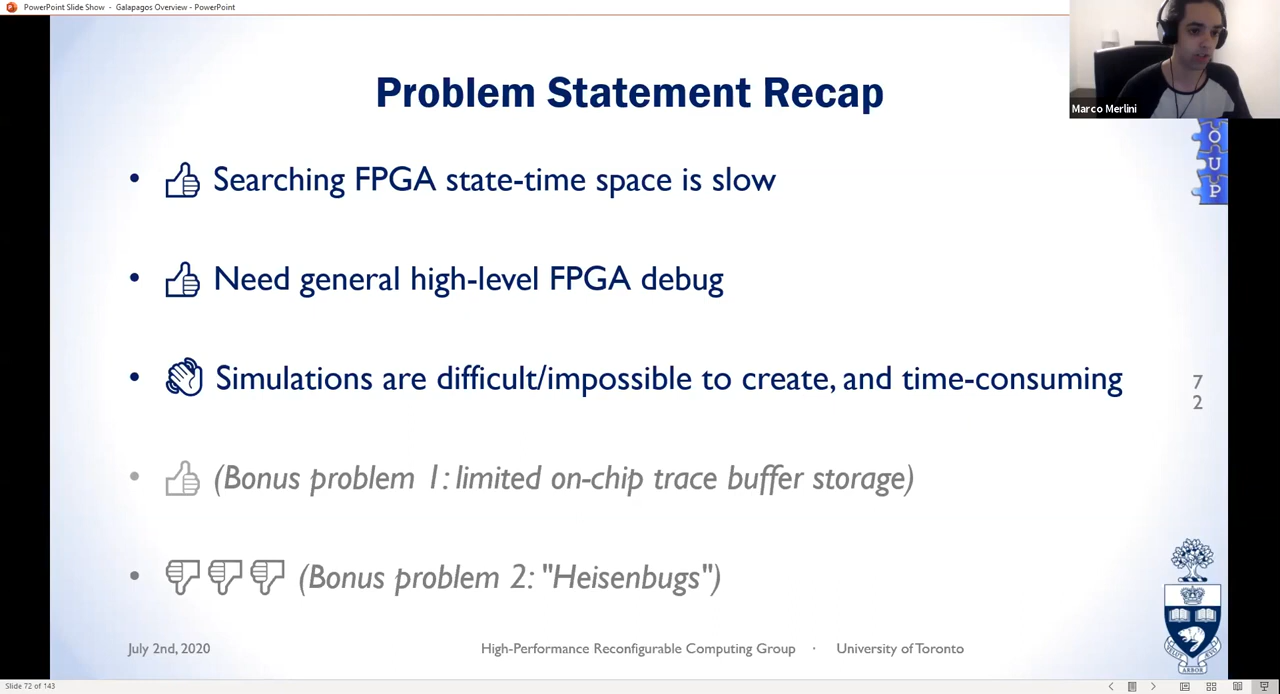 PowerPoint Slide Show - Galapagos Overview - PowerPoint
Marco Merlini
Problem Statement Recap
O
U
P
• Searching FPGA state-time space is slow
• Need general high-level FPGA debug
• Simulations are difficult/impossible to create, and time-consuming
7
2
• (Bonus problem 1: limited on-chip trace buffer storage)
• (Bonus problem 2: "Heisenbugs")
July 2nd, 2020
High-Performance Reconfigurable Computing Group · University of Toronto
ARBOR
Slide 72 of 143